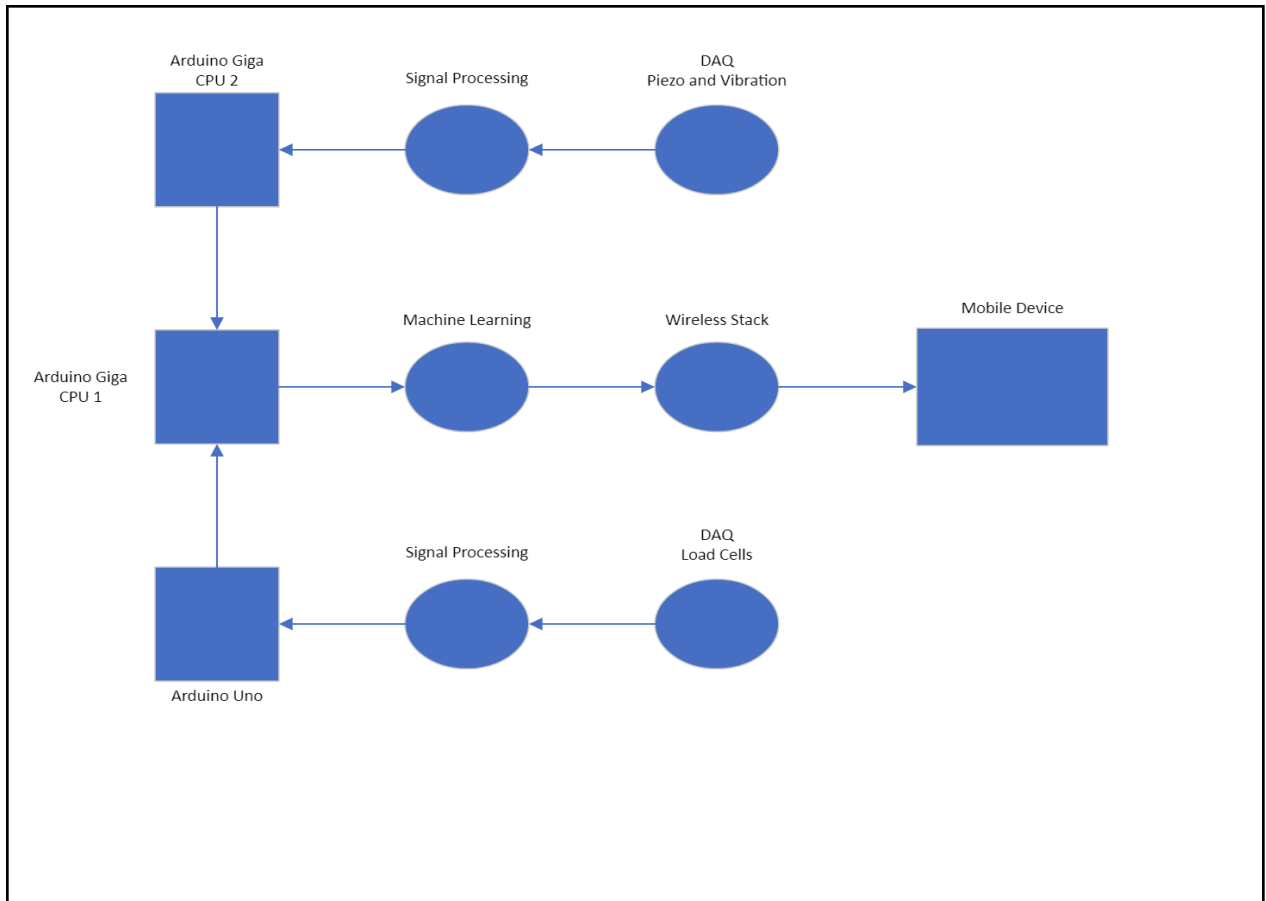 Arduino Giga
CPU 2
Signal Processing
DAQ
Piezo and Vibration
Arduino Giga
CPU 1
Machine Learning
Wireless Stack
Mobile Device
Signal Processing
DAQ
Load Cells
Arduino Uno